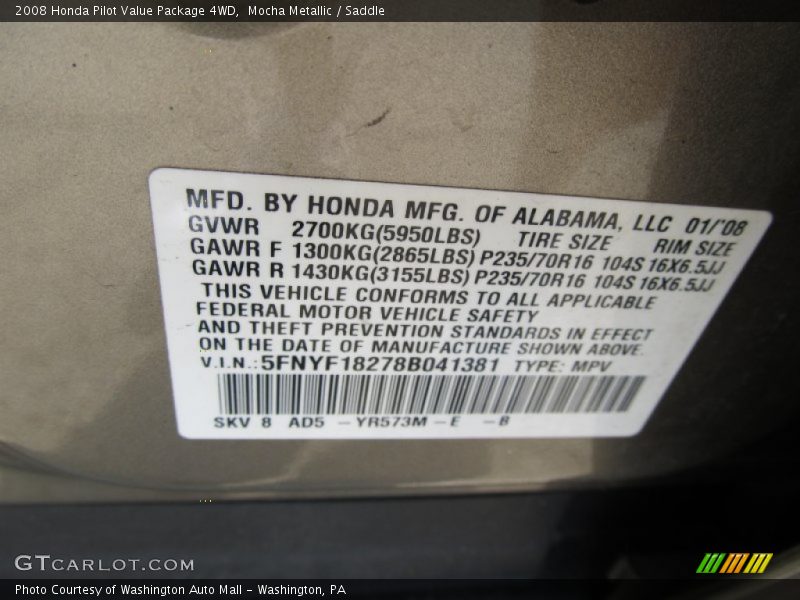 2008 Honda Pilot Value Package 4WD, Mocha Metallic / Saddle
MFD. BY HONDA MFG. OF ALABAMA, LLC 01/'08
GVWR 2700KG(5950LBS) TIRE SIZE RIM SIZE
GAWR F 1300KG(2865LBS) P235/70R16 104S 16X6.5JJ
GAWR R 1430KG(3155LBS) P235/70R16 104S 16X6.5JJ
THIS VEHICLE CONFORMS TO ALL APPLICABLE
FEDERAL MOTOR VEHICLE SAFETY
AND THEFT PREVENTION STANDARDS IN EFFECT
ON THE DATE OF MANUFACTURE SHOWN ABOVE.
V.I.N.:5FNYF18278B041381 TYPE: MPV
SKV 8 AD5 -YR573M-E -B
GTCARLOT.COM
Photo Courtesy of Washington Auto Mall - Washington, PA